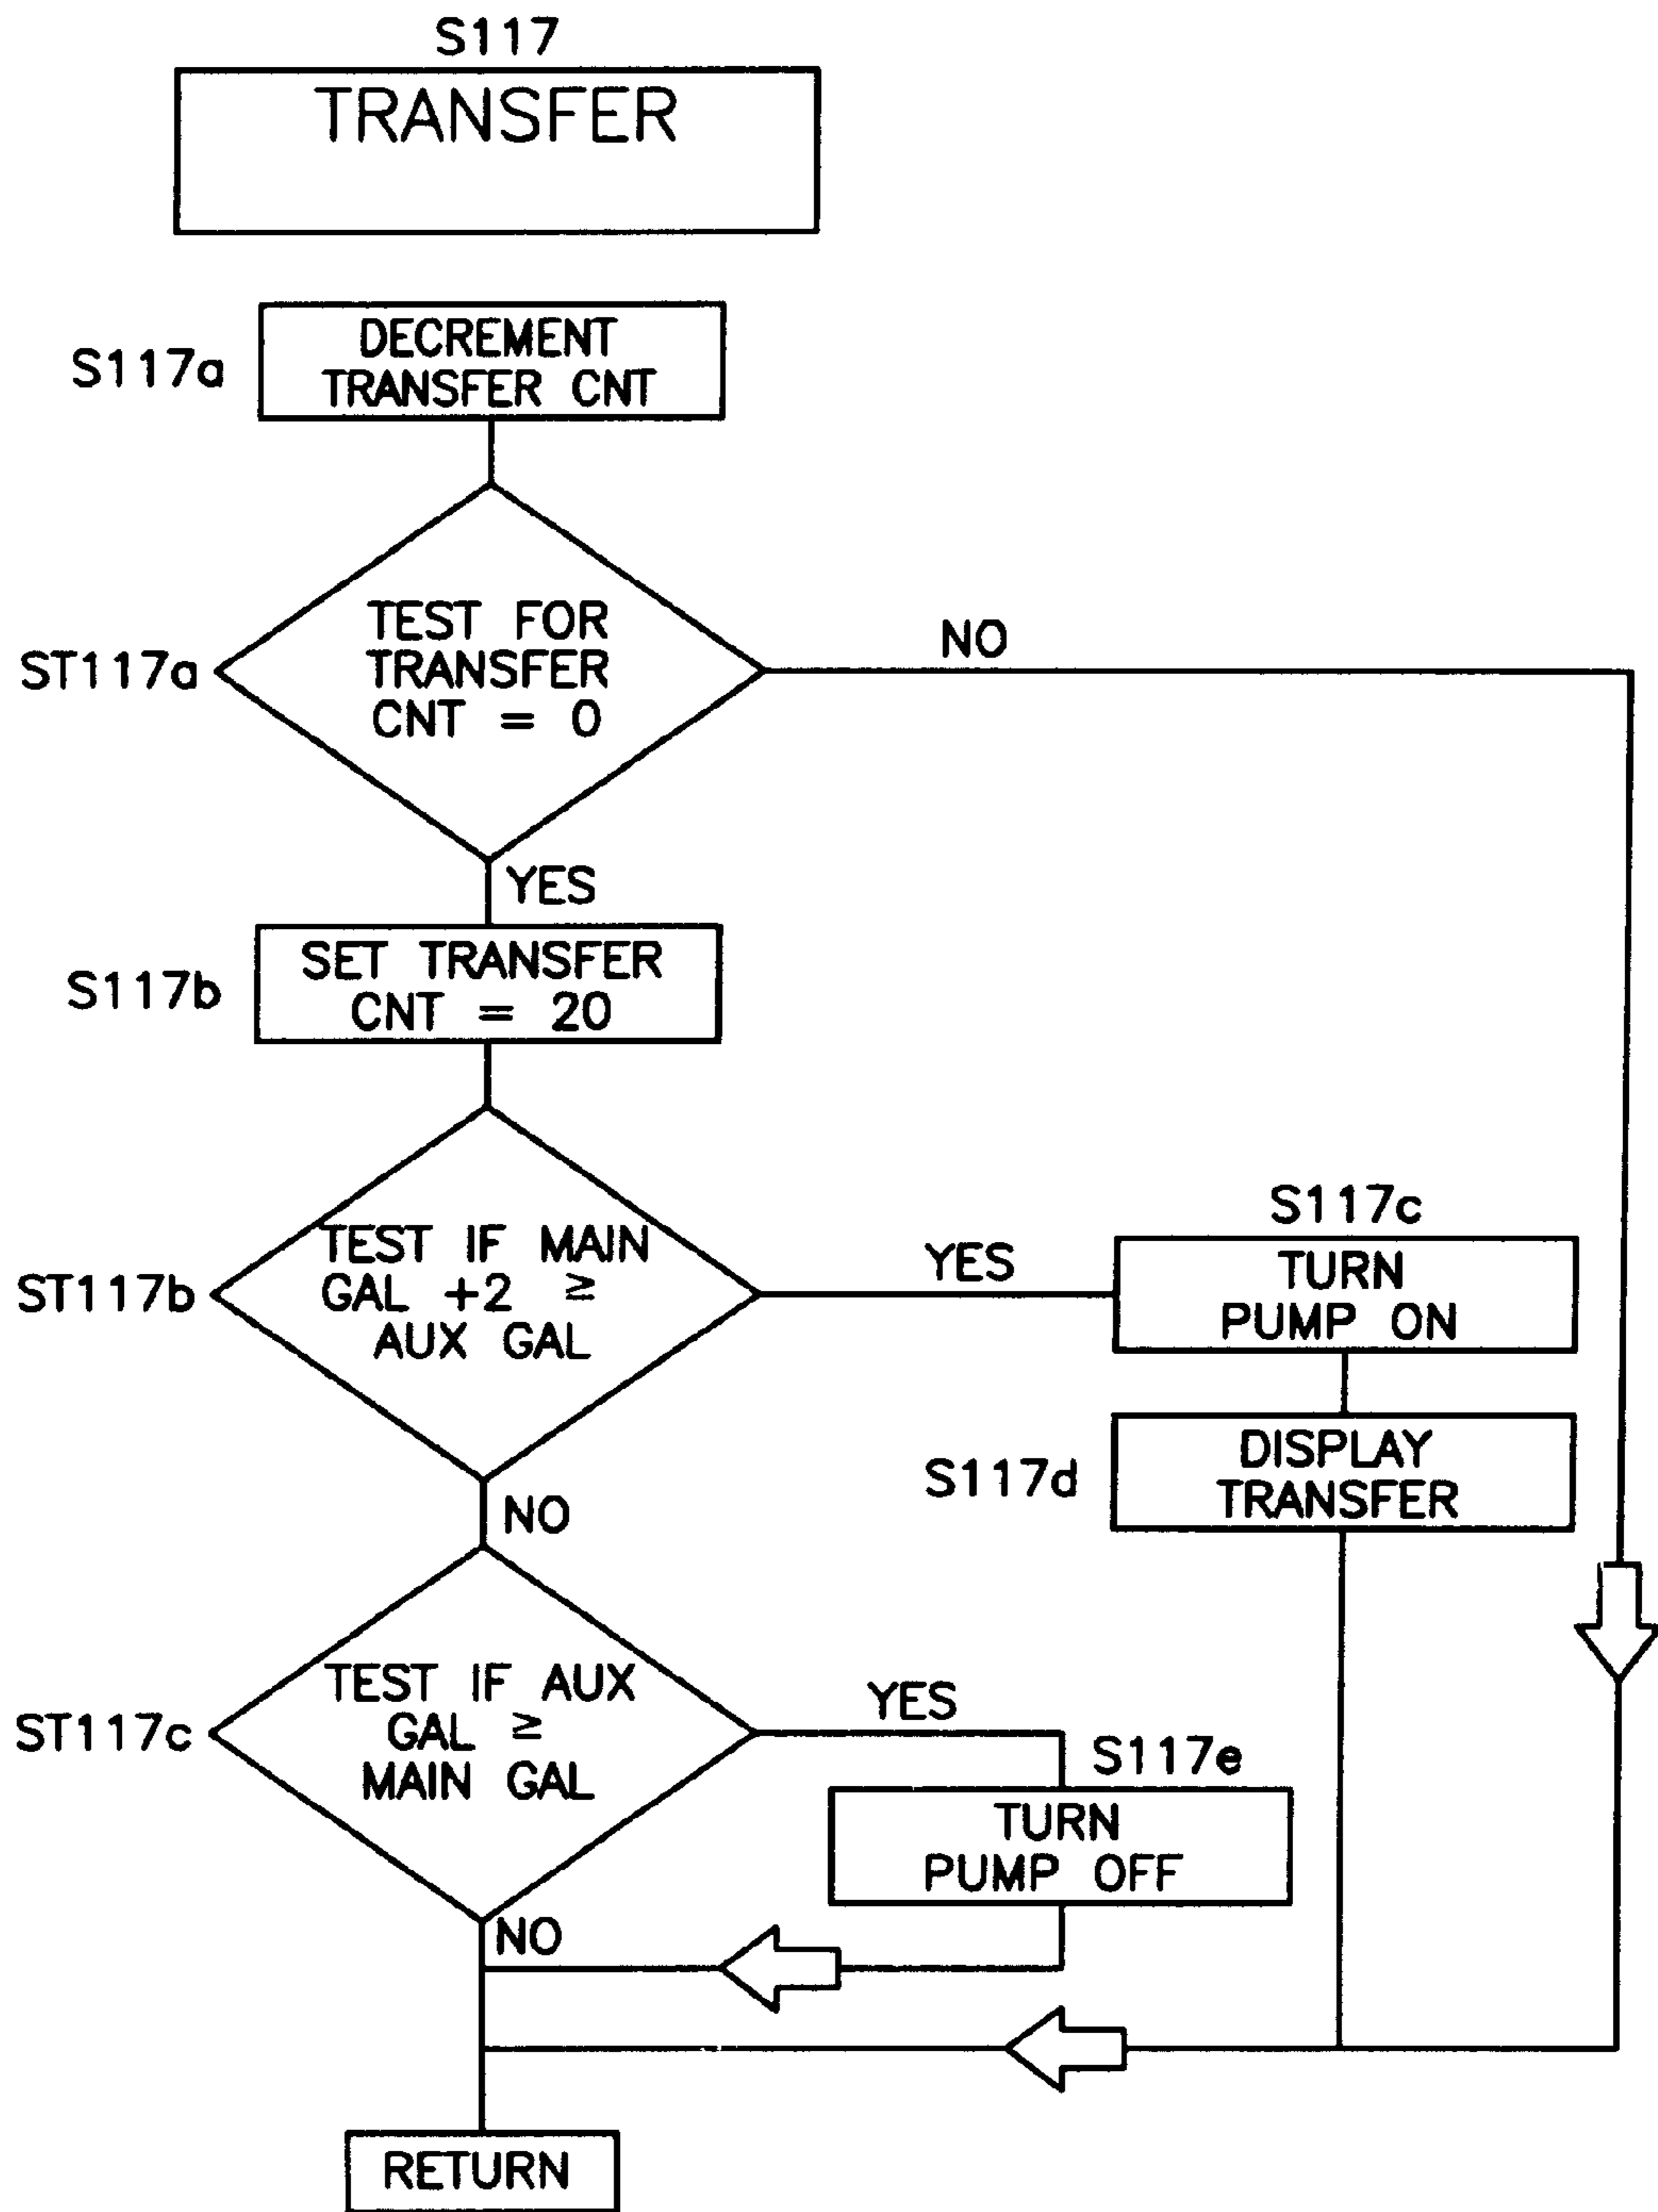 S117
TRANSFER
S117a
DECREMENT
TRANSFER CNT
ST117a
TEST FOR
TRANSFER
CNT = 0
NO
YES
S117b
SET TRANSFER
CNT = 20
ST117b
TEST IF MAIN
GAL +2 ≥
AUX GAL
YES
S117c
TURN
PUMP ON
S117d
DISPLAY
TRANSFER
NO
ST117c
TEST IF AUX
GAL ≥
MAIN GAL
YES
S117e
TURN
PUMP OFF
NO
RETURN